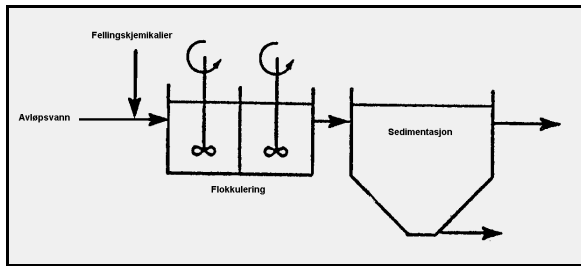 Fellingskjemikalier
Avløpsvann
Sedimentasjon
Flokkulering